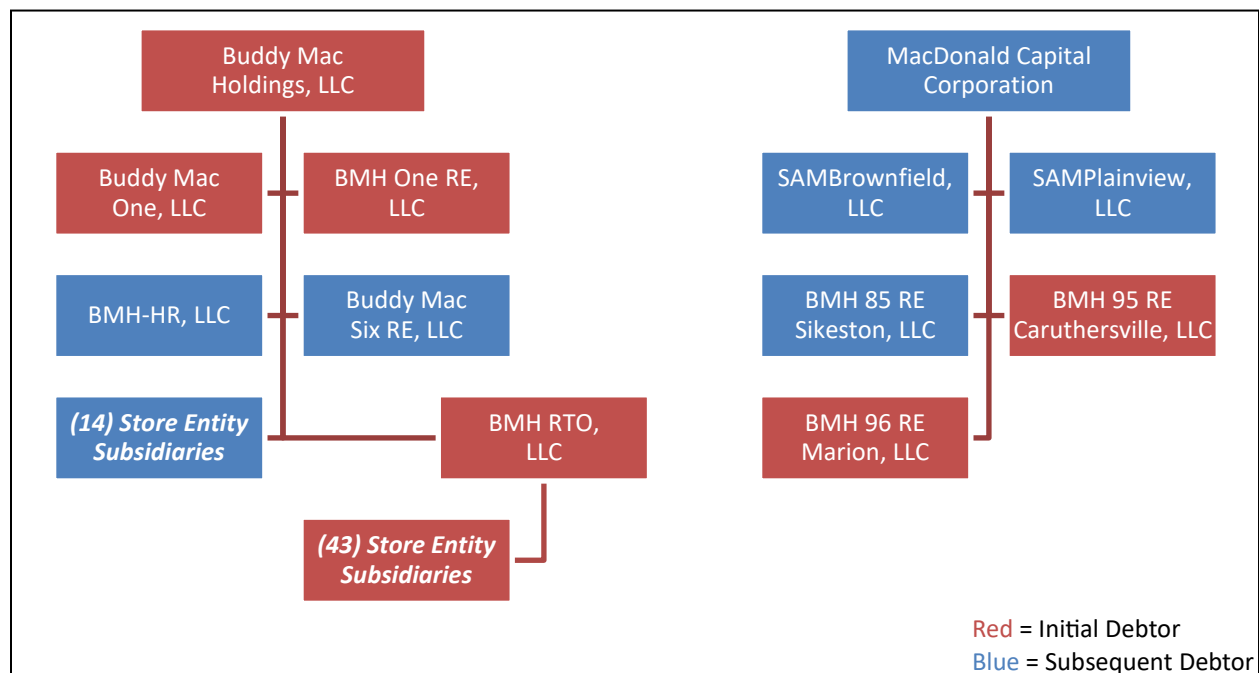 Buddy Mac
Holdings, LLC
MacDonald Capital
Corporation
Buddy Mac
One, LLC
BMH One RE,
LLC
SAMBrownfield,
LLC
SAMPlainview,
LLC
BMH-HR, LLC
Buddy Mac
Six RE, LLC
BMH 85 RE
Sikeston, LLC
BMH 95 RE
Caruthersville, LLC
(14) Store Entity
Subsidiaries
BMH RTO,
LLC
BMH 96 RE
Marion, LLC
(43) Store Entity
Subsidiaries
Red = Initial Debtor
Blue = Subsequent Debtor